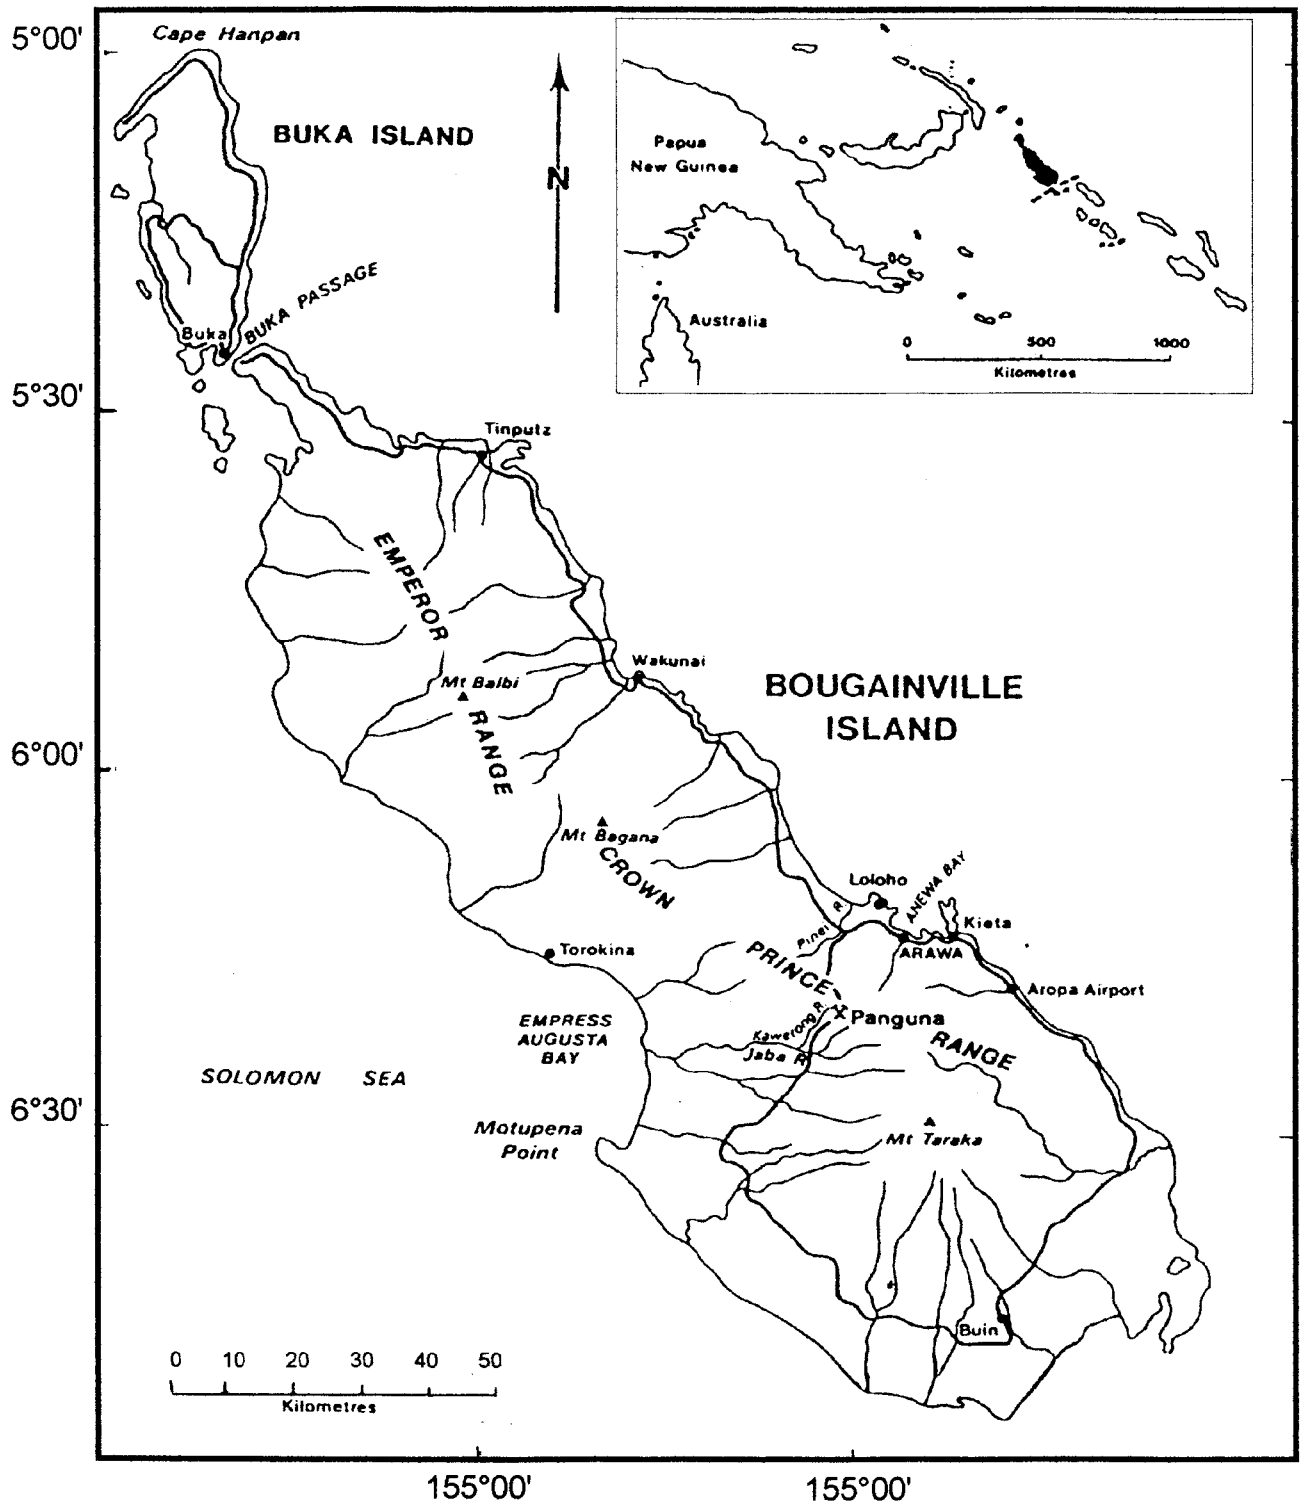 5°00'
Cape Hanpan
BUKA ISLAND
N
Papua
New Guinea
Australia
0 500 1000
Kilometres
BUKA PASSAGE
Buka
5°30'
Tinputz
EMPEROR
RANGE
Wakunai
Mt Balbi
BOUGAINVILLE
ISLAND
6°00'
Mt Bagana
CROWN
Loloho
ANEWA BAY
Kieta
Pinei R.
ARAWA
Torokina
PRINCE
Aropa Airport
Kawerong R.
Panguna
EMPRESS
AUGUSTA
BAY
Jaba R
RANGE
SOLOMON SEA
6°30'
Motupena
Point
Mt Taraka
Buin
0 10 20 30 40 50
Kilometres
155°00'
155°00'